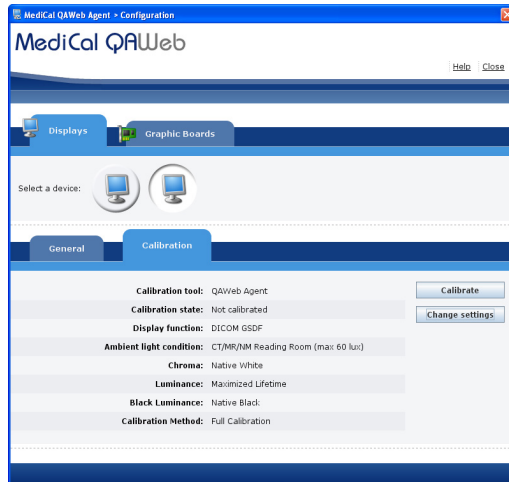 MediCal QAWeb Agent > Configuration
MediCal QAWeb
Help Close
Displays Graphic Boards
Select a device:
General Calibration
Calibration tool: QAWeb Agent Calibrate
Calibration state: Not calibrated Change settings
Display function: DICOM GSDF
Ambient light condition: CT/MR/NM Reading Room (max 60 lux)
Chroma: Native White
Luminance: Maximized Lifetime
Black Luminance: Native Black
Calibration Method: Full Calibration